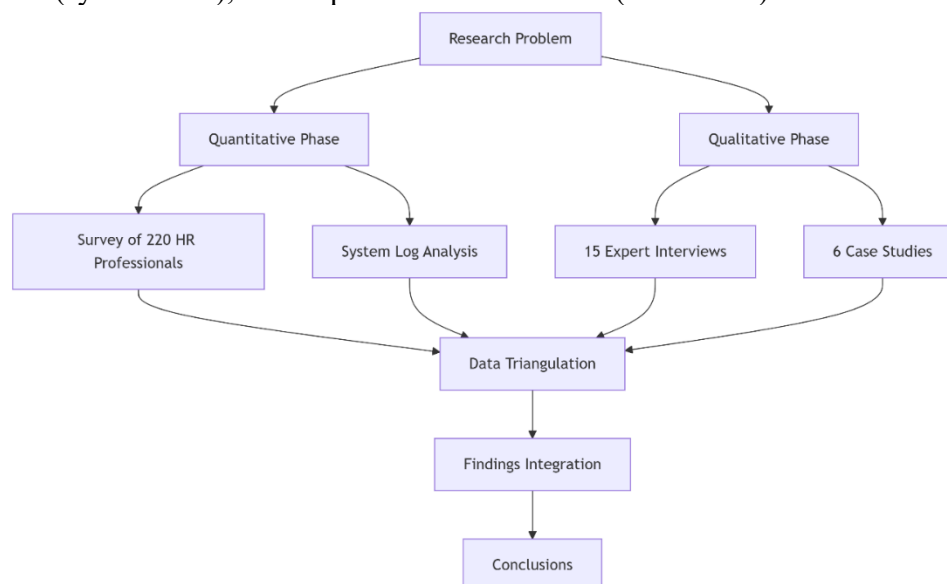 Research Problem
Quantitative Phase
Qualitative Phase
Survey of 220 HR
Professionals
System Log Analysis
15 Expert Interviews
6 Case Studies
Data Triangulation
Findings Integration
Conclusions